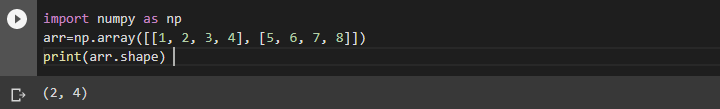 import numpy as np
arr=np.array([[1, 2, 3, 4], [5, 6, 7, 8]])
print(arr.shape)
(2, 4)